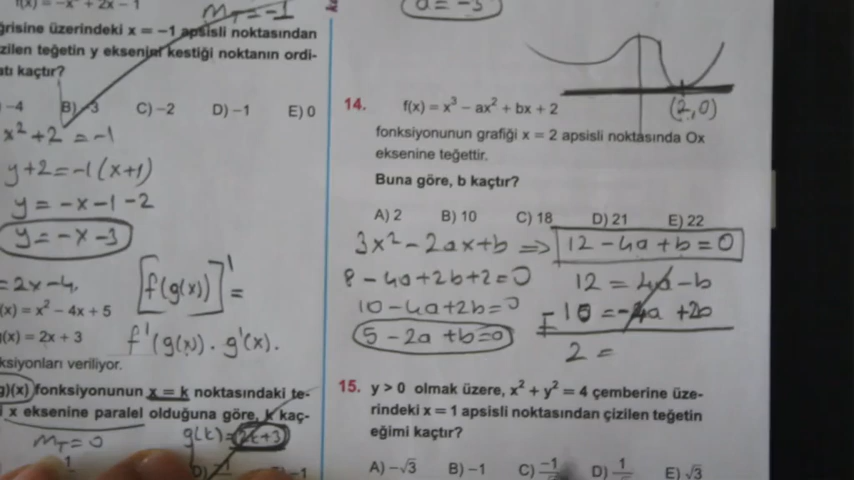 f(x) = -x³ + 2x - 1
M_T = -1
ğrisine üzerindeki x = -1 apsisli noktasından
zilen teğetin y eksenini kestiği noktanın ordi-
atı kaçtır?
-4 B) -3 C) -2 D) -1 E) 0
x² + 2 = -1
y + 2 = -1 (x+1)
y = -x - 1 - 2
y = -x - 3
= 2x - 4.
[f(g(x))]' =
(x) = x² - 4x + 5
(x) = 2x + 3
f'(g(x)) . g'(x).
ksiyonları veriliyor.
g)(x) fonksiyonunun x = k noktasındaki te-
x eksenine paralel olduğuna göre, k kaç-
M_T = 0
g(k) = 2k+3
a = -3
(2,0)
14. f(x) = x³ - ax² + bx + 2
fonksiyonunun grafiği x = 2 apsisli noktasında Ox
eksenine teğettir.
Buna göre, b kaçtır?
A) 2 B) 10 C) 18 D) 21 E) 22
3x² - 2ax + b ⇒ 12 - 4a + b = 0
8 - 4a + 2b + 2 = 0
10 - 4a + 2b = 0
5 - 2a + b = 0
12 = 4a - b
10 = -4a + 2b
2 =
15. y > 0 olmak üzere, x² + y² = 4 çemberine üze-
rindeki x = 1 apsisli noktasından çizilen teğetin
eğimi kaçtır?
A) -√3 B) -1 C) D) E) √3